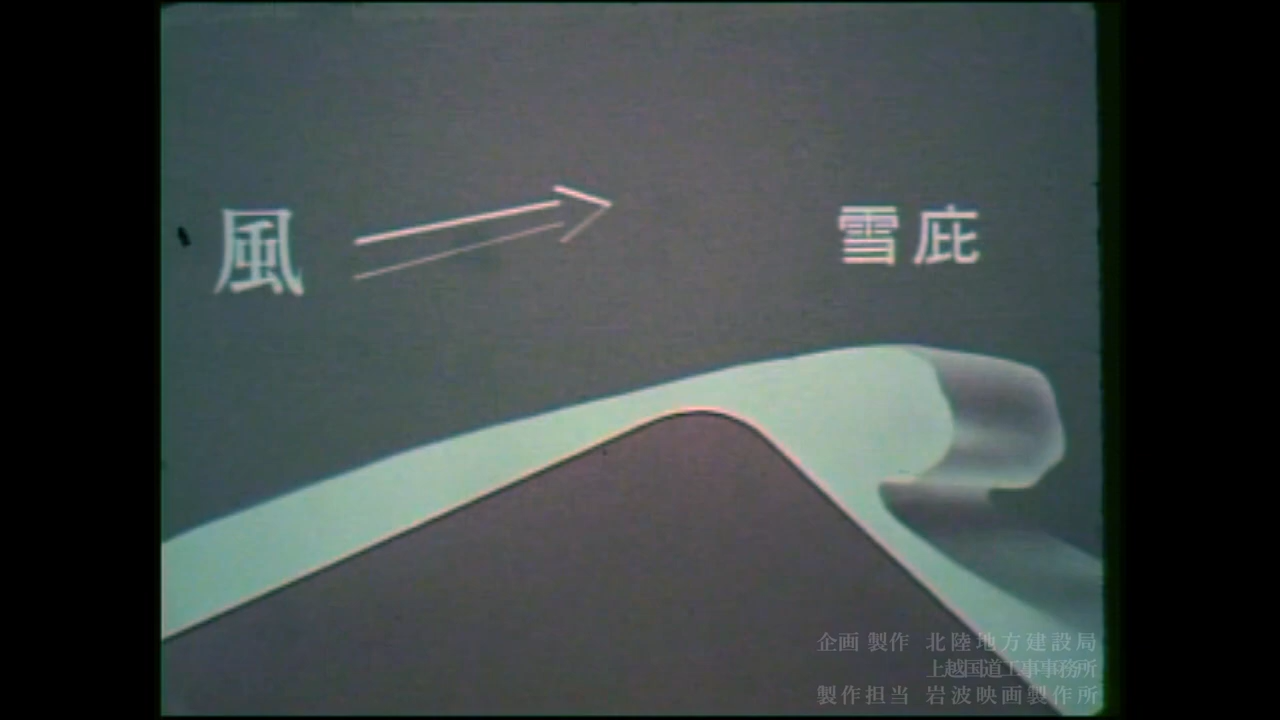 風
雪庇
企画 製作 北陸地方建設局
上越国道工事事務所
製作担当 岩波映画製作所